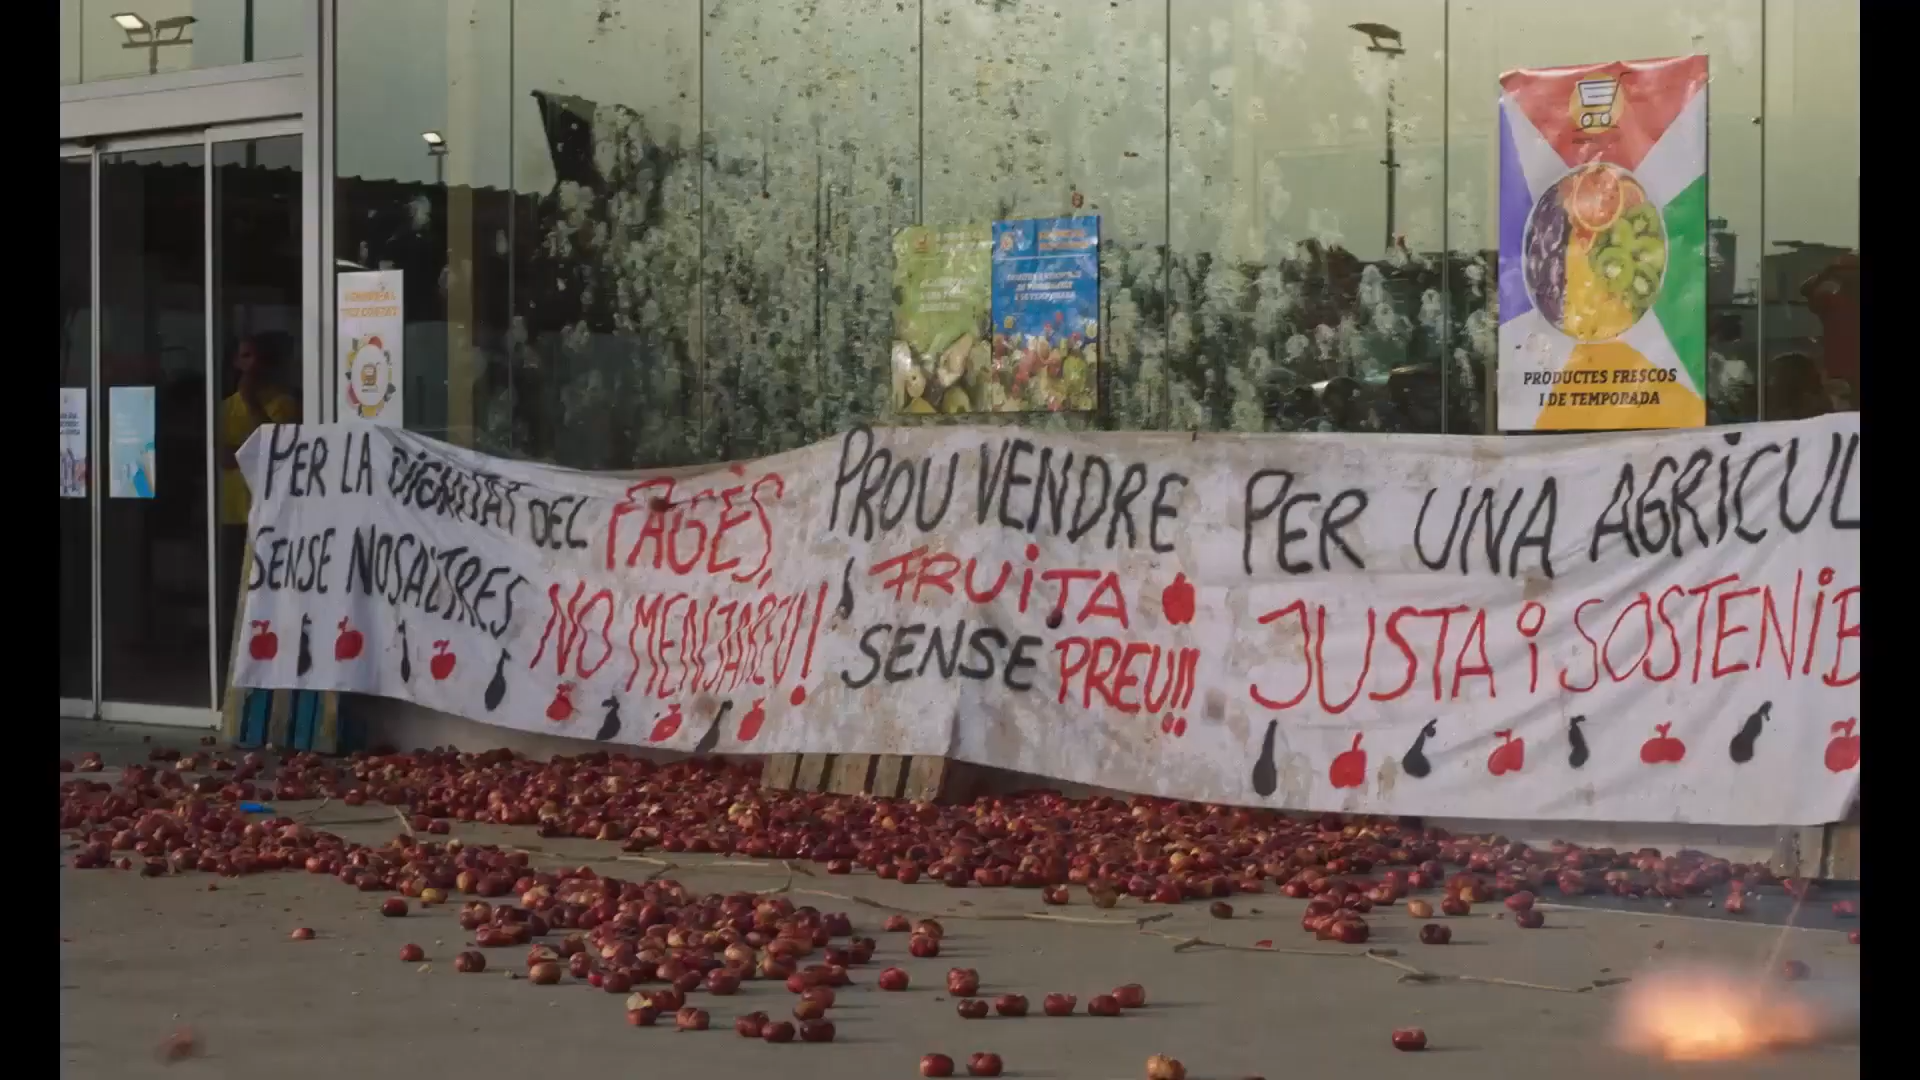 PER LA DIGNITAT DEL PAGÈS,
SENSE NOSALTRES NO MENJAREU!
PROU VENDRE
FRUITA
SENSE PREU!!
PER UNA AGRICUL
JUSTA i SOSTENIB
PRODUCTES FRESCOS
I DE TEMPORADA